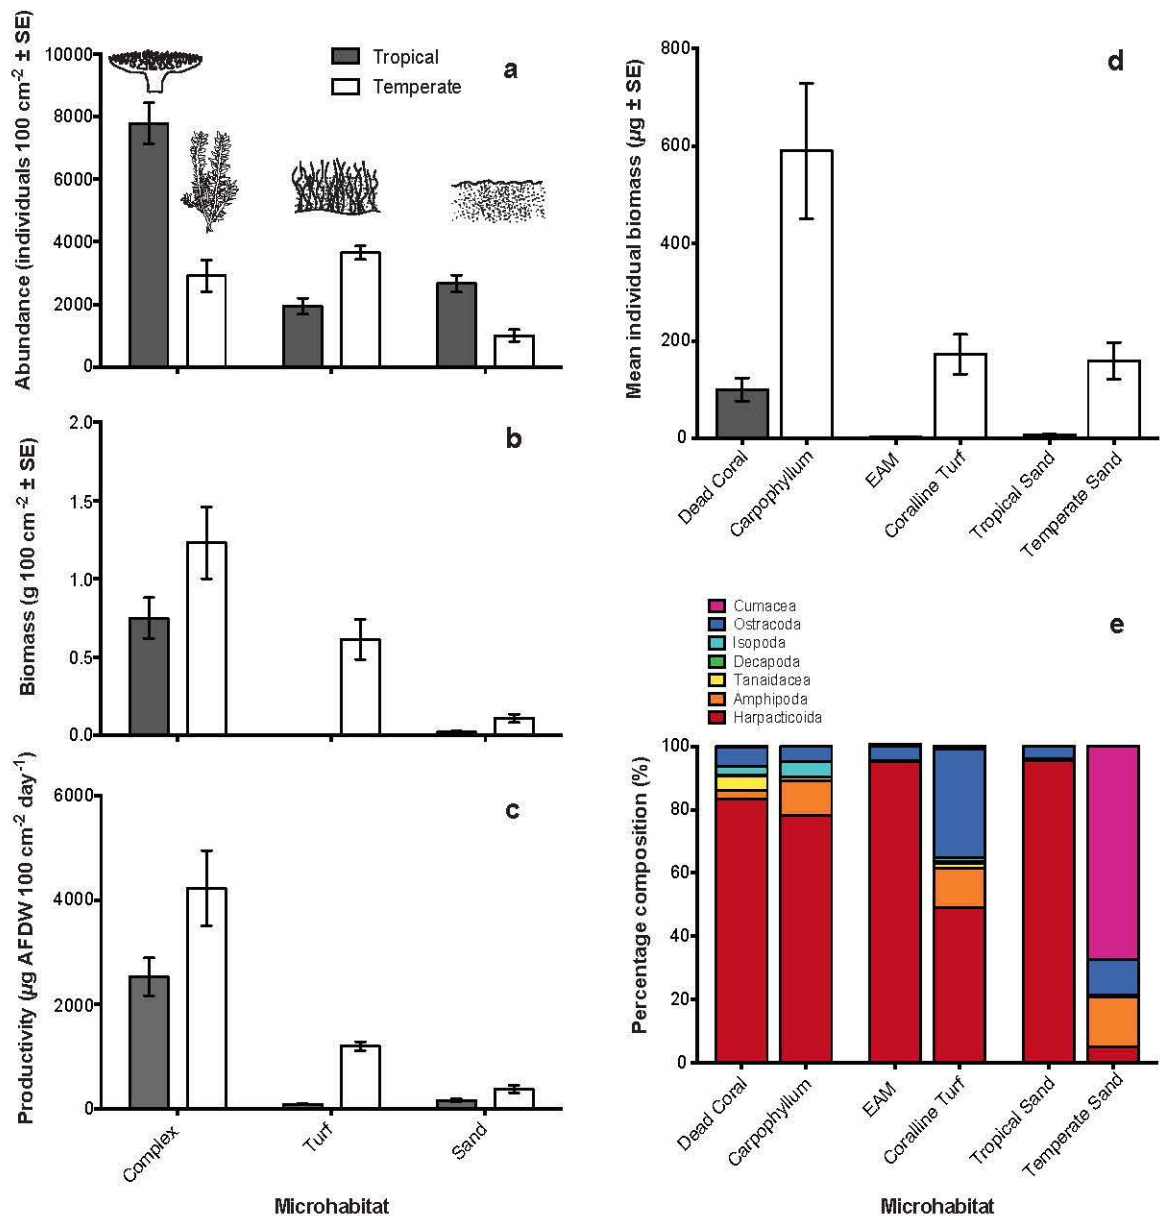 Abundance (individuals 100 cm⁻² ± SE)
10000
8000
6000
4000
2000
0
Tropical
Temperate
a
Biomass (g 100 cm⁻² ± SE)
2.0
1.5
1.0
0.5
0.0
b
Productivity (µg AFDW 100 cm⁻² day⁻¹)
6000
4000
2000
0
c
Complex
Turf
Sand
Microhabitat
Mean individual biomass (µg ± SE)
800
600
400
200
0
d
Dead Coral
Carpophyllum
EAM
Coralline Turf
Tropical Sand
Temperate Sand
Cumacea
Ostracoda
Isopoda
Decapoda
Tanaidacea
Amphipoda
Harpacticoida
e
Percentage composition (%)
100
80
60
40
20
0
Dead Coral
Carpophyllum
EAM
Coralline Turf
Tropical Sand
Temperate Sand
Microhabitat